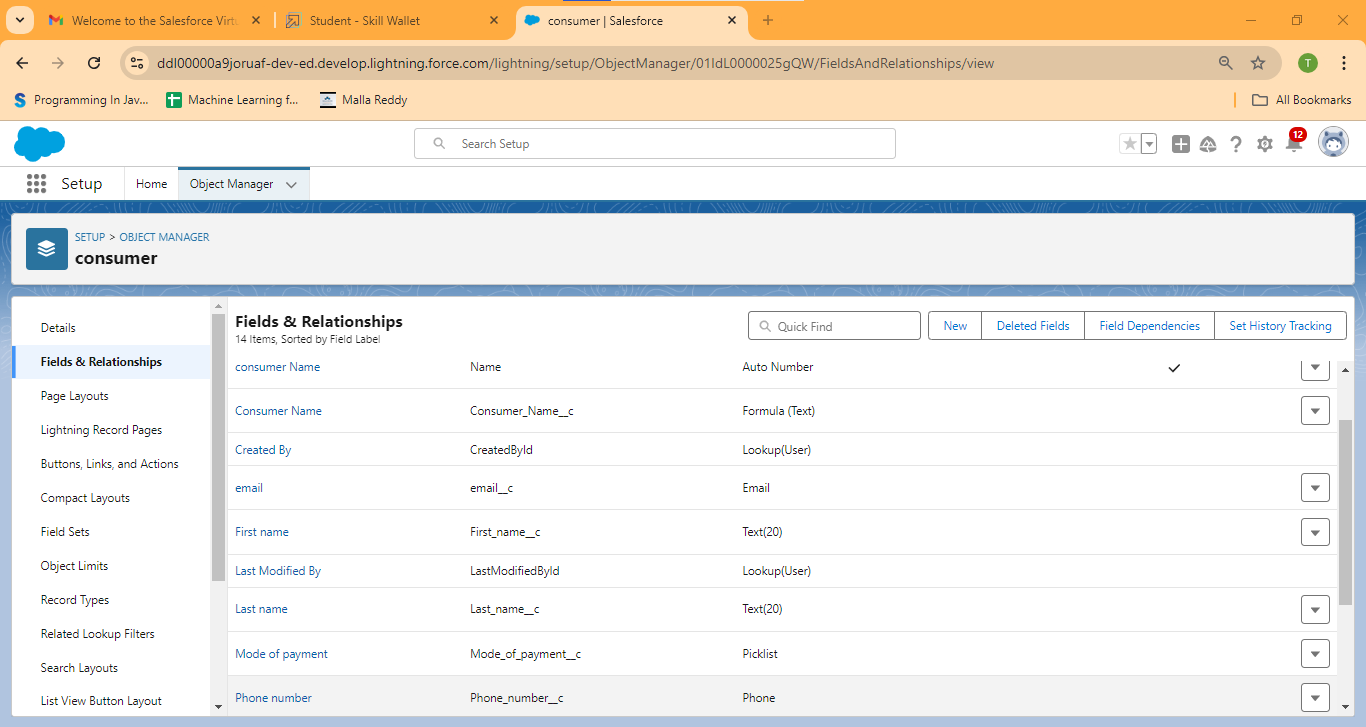 Welcome to the Salesforce Virtu
Student - Skill Wallet
consumer | Salesforce
ddl00000a9joruaf-dev-ed.develop.lightning.force.com/lightning/setup/ObjectManager/01IdL0000025gQW/FieldsAndRelationships/view
T
Programming In Jav...
Machine Learning f...
Malla Reddy
All Bookmarks
Search Setup
12
Setup
Home
Object Manager
SETUP > OBJECT MANAGER
consumer
Details
Fields & Relationships
Page Layouts
Lightning Record Pages
Buttons, Links, and Actions
Compact Layouts
Field Sets
Object Limits
Record Types
Related Lookup Filters
Search Layouts
List View Button Layout
Fields & Relationships
14 Items, Sorted by Field Label
Quick Find
New
Deleted Fields
Field Dependencies
Set History Tracking
consumer Name Name Auto Number
Consumer Name Consumer_Name__c Formula (Text)
Created By CreatedById Lookup(User)
email email__c Email
First name First_name__c Text(20)
Last Modified By LastModifiedById Lookup(User)
Last name Last_name__c Text(20)
Mode of payment Mode_of_payment__c Picklist
Phone number Phone_number__c Phone